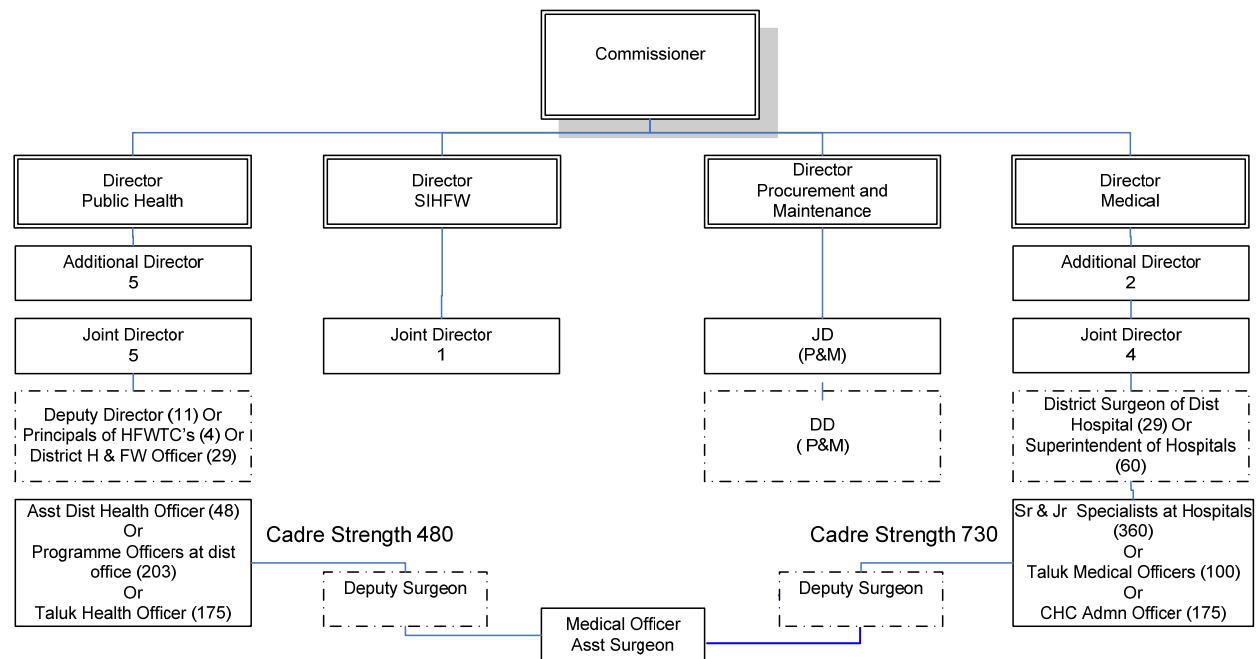 Commissioner
Director
Public Health
Director
SIHFW
Director
Procurement and
Maintenance
Director
Medical
Additional Director
5
Additional Director
2
Joint Director
5
Joint Director
1
JD
(P&M)
Joint Director
4
Deputy Director (11) Or
Principals of HFWTC's (4) Or
District H & FW Officer (29)
DD
( P&M)
District Surgeon of Dist
Hospital (29) Or
Superintendent of Hospitals
(60)
Asst Dist Health Officer (48)
Or
Programme Officers at dist
office (203)
Or
Taluk Health Officer (175)
Cadre Strength 480
Cadre Strength 730
Sr & Jr Specialists at Hospitals
(360)
Or
Taluk Medical Officers (100)
Or
CHC Admn Officer (175)
Deputy Surgeon
Deputy Surgeon
Medical Officer
Asst Surgeon